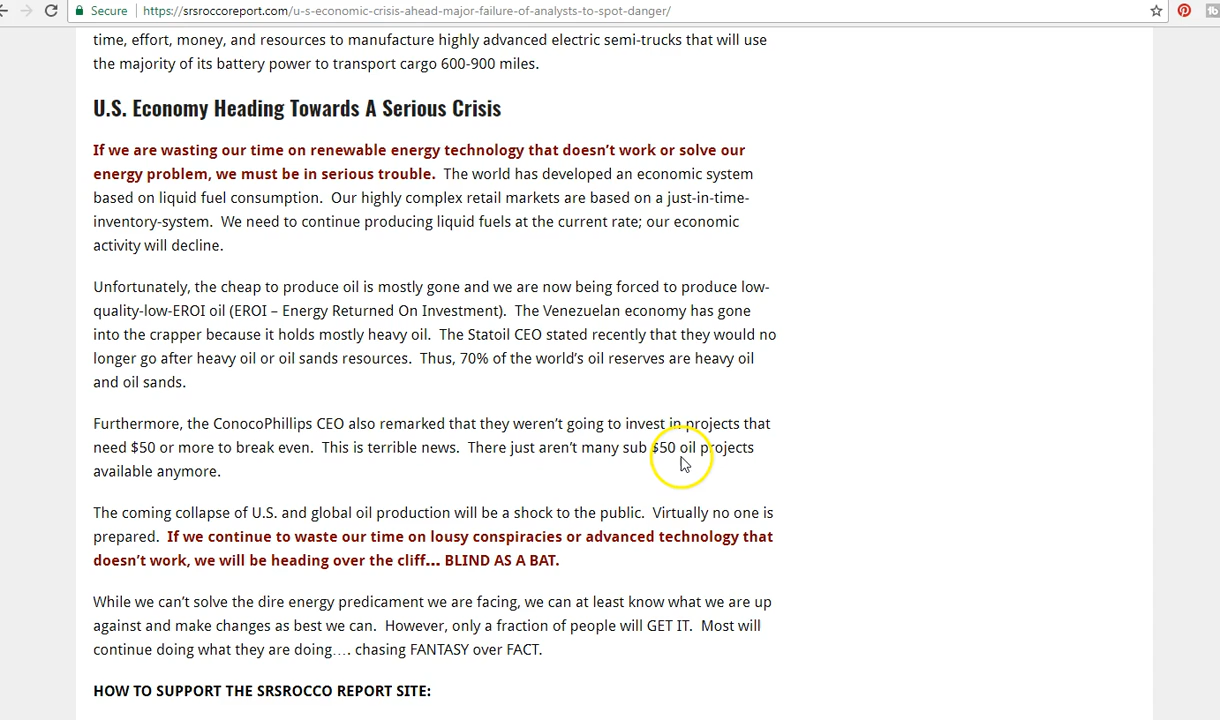 Secure https://srsroccoreport.com/u-s-economic-crisis-ahead-major-failure-of-analysts-to-spot-danger/
time, effort, money, and resources to manufacture highly advanced electric semi-trucks that will use
the majority of its battery power to transport cargo 600-900 miles.
U.S. Economy Heading Towards A Serious Crisis
If we are wasting our time on renewable energy technology that doesn’t work or solve our
energy problem, we must be in serious trouble.  The world has developed an economic system
based on liquid fuel consumption.  Our highly complex retail markets are based on a just-in-time-
inventory-system.  We need to continue producing liquid fuels at the current rate; our economic
activity will decline.
Unfortunately, the cheap to produce oil is mostly gone and we are now being forced to produce low-
quality-low-EROI oil (EROI – Energy Returned On Investment).  The Venezuelan economy has gone
into the crapper because it holds mostly heavy oil.  The Statoil CEO stated recently that they would no
longer go after heavy oil or oil sands resources.  Thus, 70% of the world’s oil reserves are heavy oil
and oil sands.
Furthermore, the ConocoPhillips CEO also remarked that they weren’t going to invest in projects that
need $50 or more to break even.  This is terrible news.  There just aren’t many sub $50 oil projects
available anymore.
The coming collapse of U.S. and global oil production will be a shock to the public.  Virtually no one is
prepared.  If we continue to waste our time on lousy conspiracies or advanced technology that
doesn’t work, we will be heading over the cliff… BLIND AS A BAT.
While we can’t solve the dire energy predicament we are facing, we can at least know what we are up
against and make changes as best we can.  However, only a fraction of people will GET IT.  Most will
continue doing what they are doing…. chasing FANTASY over FACT.
HOW TO SUPPORT THE SRSROCCO REPORT SITE: